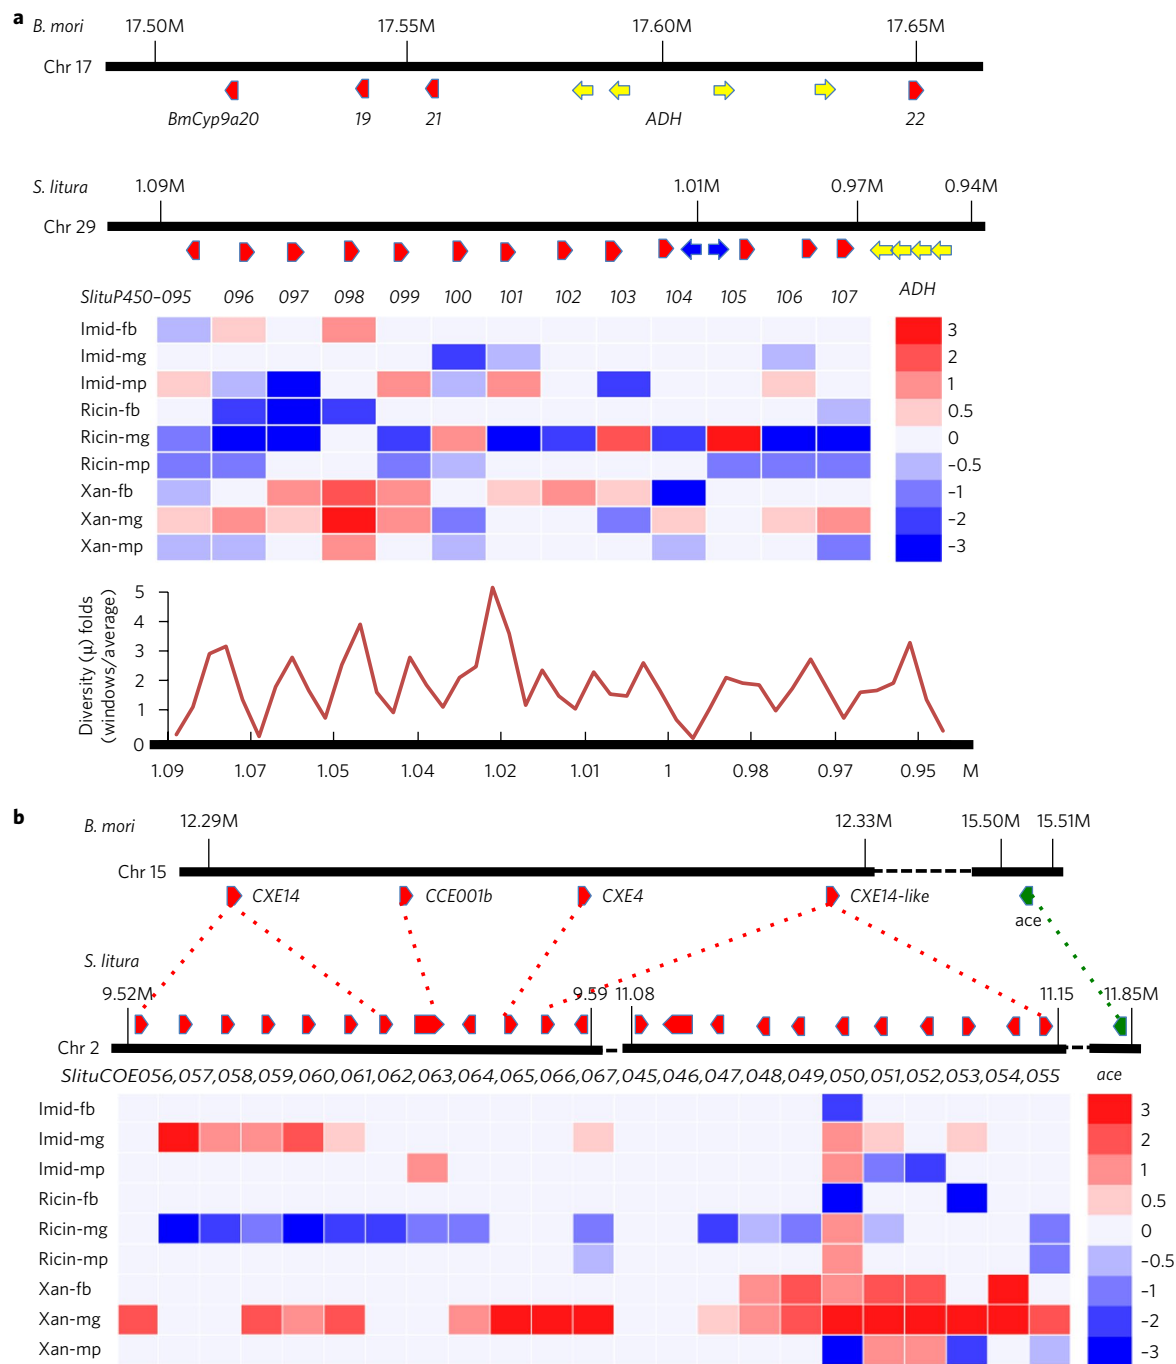 a
B. mori
17.50M 17.55M 17.60M 17.65M
Chr 17
BmCyp9a20 19 21 ADH 22
S. litura 1.09M 1.01M 0.97M 0.94M
Chr 29
SlituP450-095 096 097 098 099 100 101 102 103 104 105 106 107 ADH
Imid-fb 3
Imid-mg 2
Imid-mp 1
Ricin-fb 0.5
Ricin-mg 0
Ricin-mp -0.5
Xan-fb -1
Xan-mg -2
Xan-mp -3
Diversity (μ) folds
(windows/average)
5
4
3
2
1
0
1.09 1.07 1.05 1.04 1.02 1.01 1 0.98 0.97 0.95 M
b
B. mori 12.29M 12.33M 15.50M 15.51M
Chr 15
CXE14 CCE001b CXE4 CXE14-like
ace
S. litura
9.52M 9.59 11.08 11.15 11.85M
Chr 2
SlituCOE056,057,058,059,060,061,062,063,064,065,066,067,045,046,047,048,049,050,051,052,053,054,055 ace
Imid-fb 3
Imid-mg 2
Imid-mp 1
Ricin-fb 0.5
Ricin-mg 0
Ricin-mp -0.5
Xan-fb -1
Xan-mg -2
Xan-mp -3